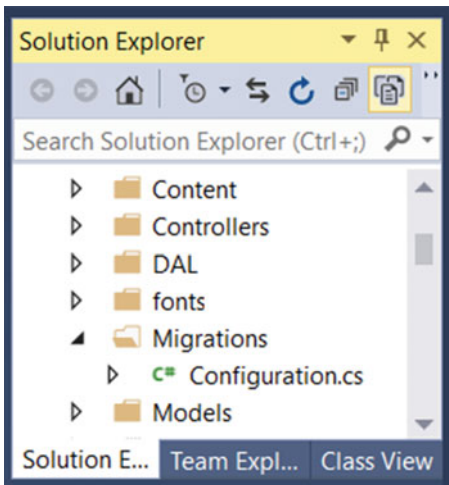 Solution Explorer
Search Solution Explorer (Ctrl+;)
Content
Controllers
DAL
fonts
Migrations
C# Configuration.cs
Models
Solution E... Team Expl... Class View